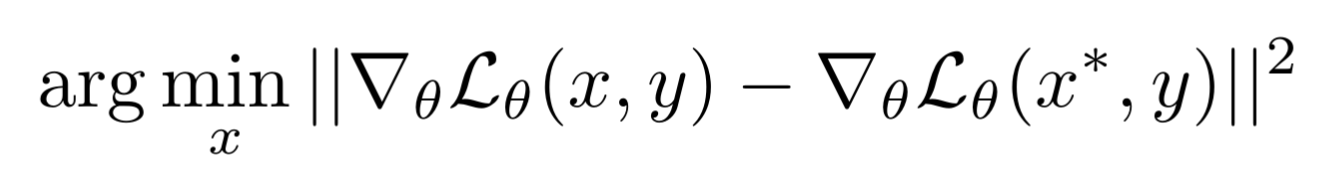 arg min_x ||∇_θ ℒ_θ(x, y) − ∇_θ ℒ_θ(x*, y)||²